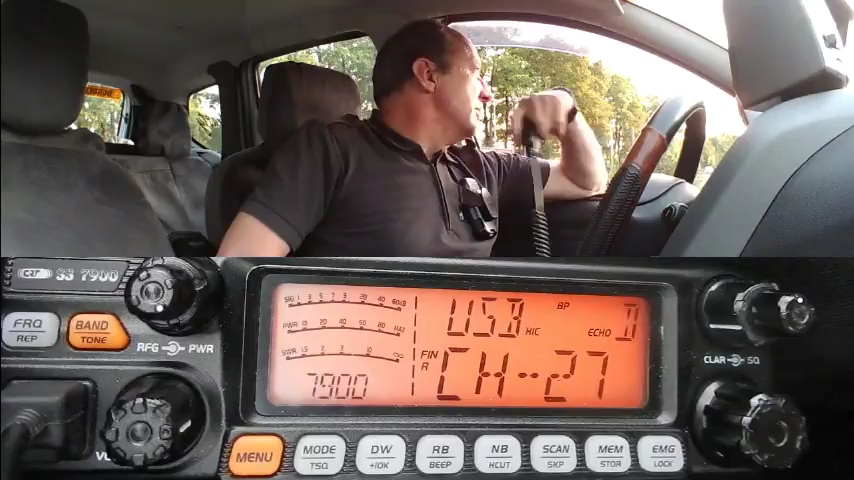 CRT SS 7900
FRQ
REP
BAND
TONE
RFG PWR
SIG 1 3 5 7 9 20 40 60dB
PWR 10 20 40 60 MAX
SWR 1 1.5 2 3 10 ∞
7900
USB HIC BP ECHO B
FIN
R
CH--27
CLAR SQ
MENU
MODE
TSQ
DW
+10K
RB
BEEP
NB
HCUT
SCAN
SKP
MEM
STOR
EMG
LOCK